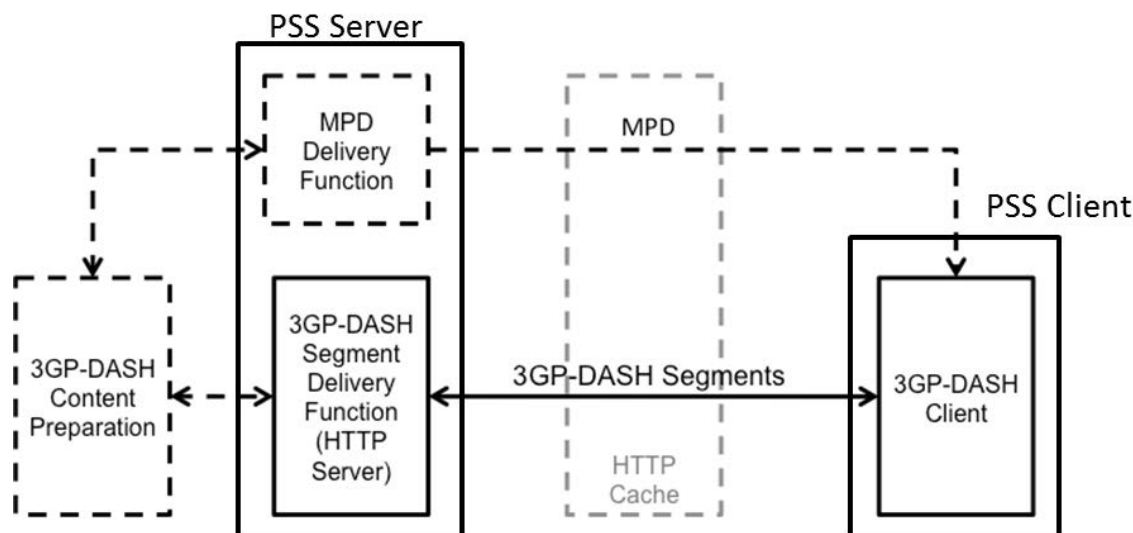 PSS Server
MPD
Delivery
Function
MPD
PSS Client
3GP-DASH
Content
Preparation
3GP-DASH
Segment
Delivery
Function
(HTTP
Server)
3GP-DASH Segments
HTTP
Cache
3GP-DASH
Client